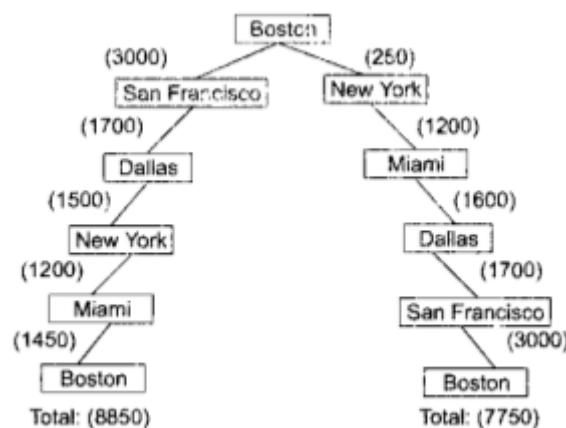 Boston
(3000) (250)
San Francisco New York
(1700) (1200)
Dallas Miami
(1500) (1600)
New York Dallas
(1200) (1700)
Miami San Francisco
(1450) (3000)
Boston Boston
Total: (8850) Total: (7750)